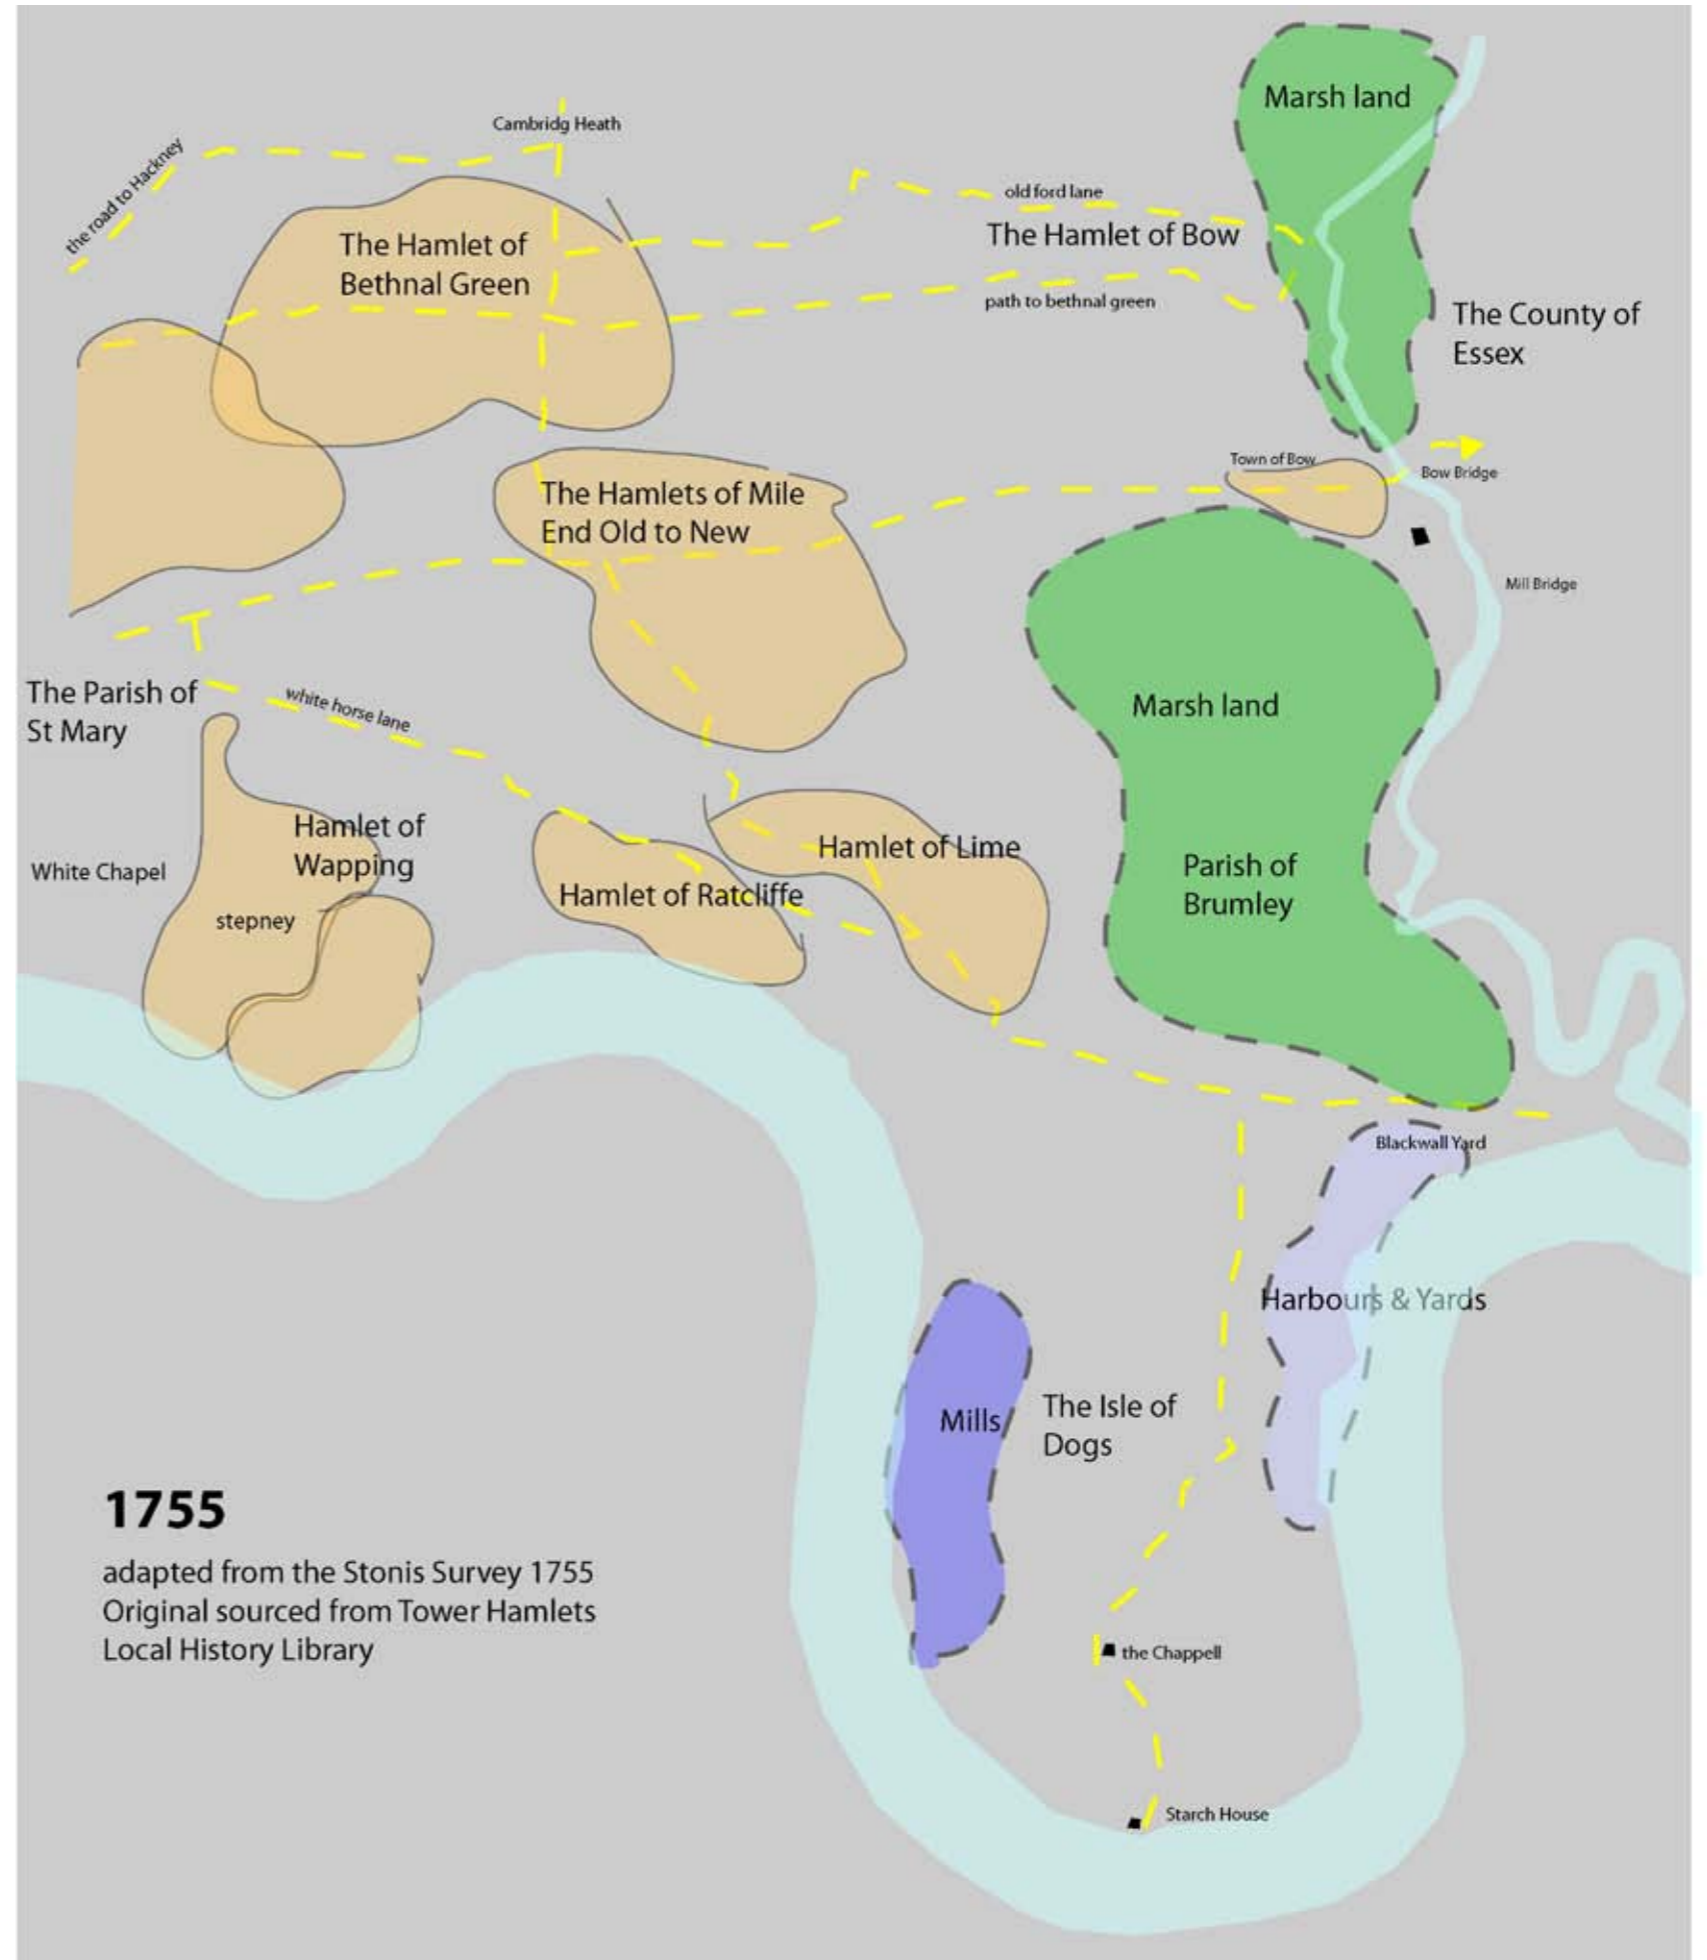 Marsh land
Cambridg Heath
the road to Hackney
old ford lane
The Hamlet of Bow
The Hamlet of
Bethnal Green
path to bethnal green
The County of
Essex
Town of Bow
Bow Bridge
The Hamlets of Mile
End Old to New
Mill Bridge
The Parish of
St Mary
white horse lane
Marsh land
Hamlet of
Wapping
Hamlet of Lime
White Chapel
Hamlet of Ratcliffe
Parish of
Brumley
stepney
Blackwall Yard
Harbours & Yards
Mills
The Isle of
Dogs
1755
adapted from the Stonis Survey 1755
Original sourced from Tower Hamlets
Local History Library
the Chappell
Starch House